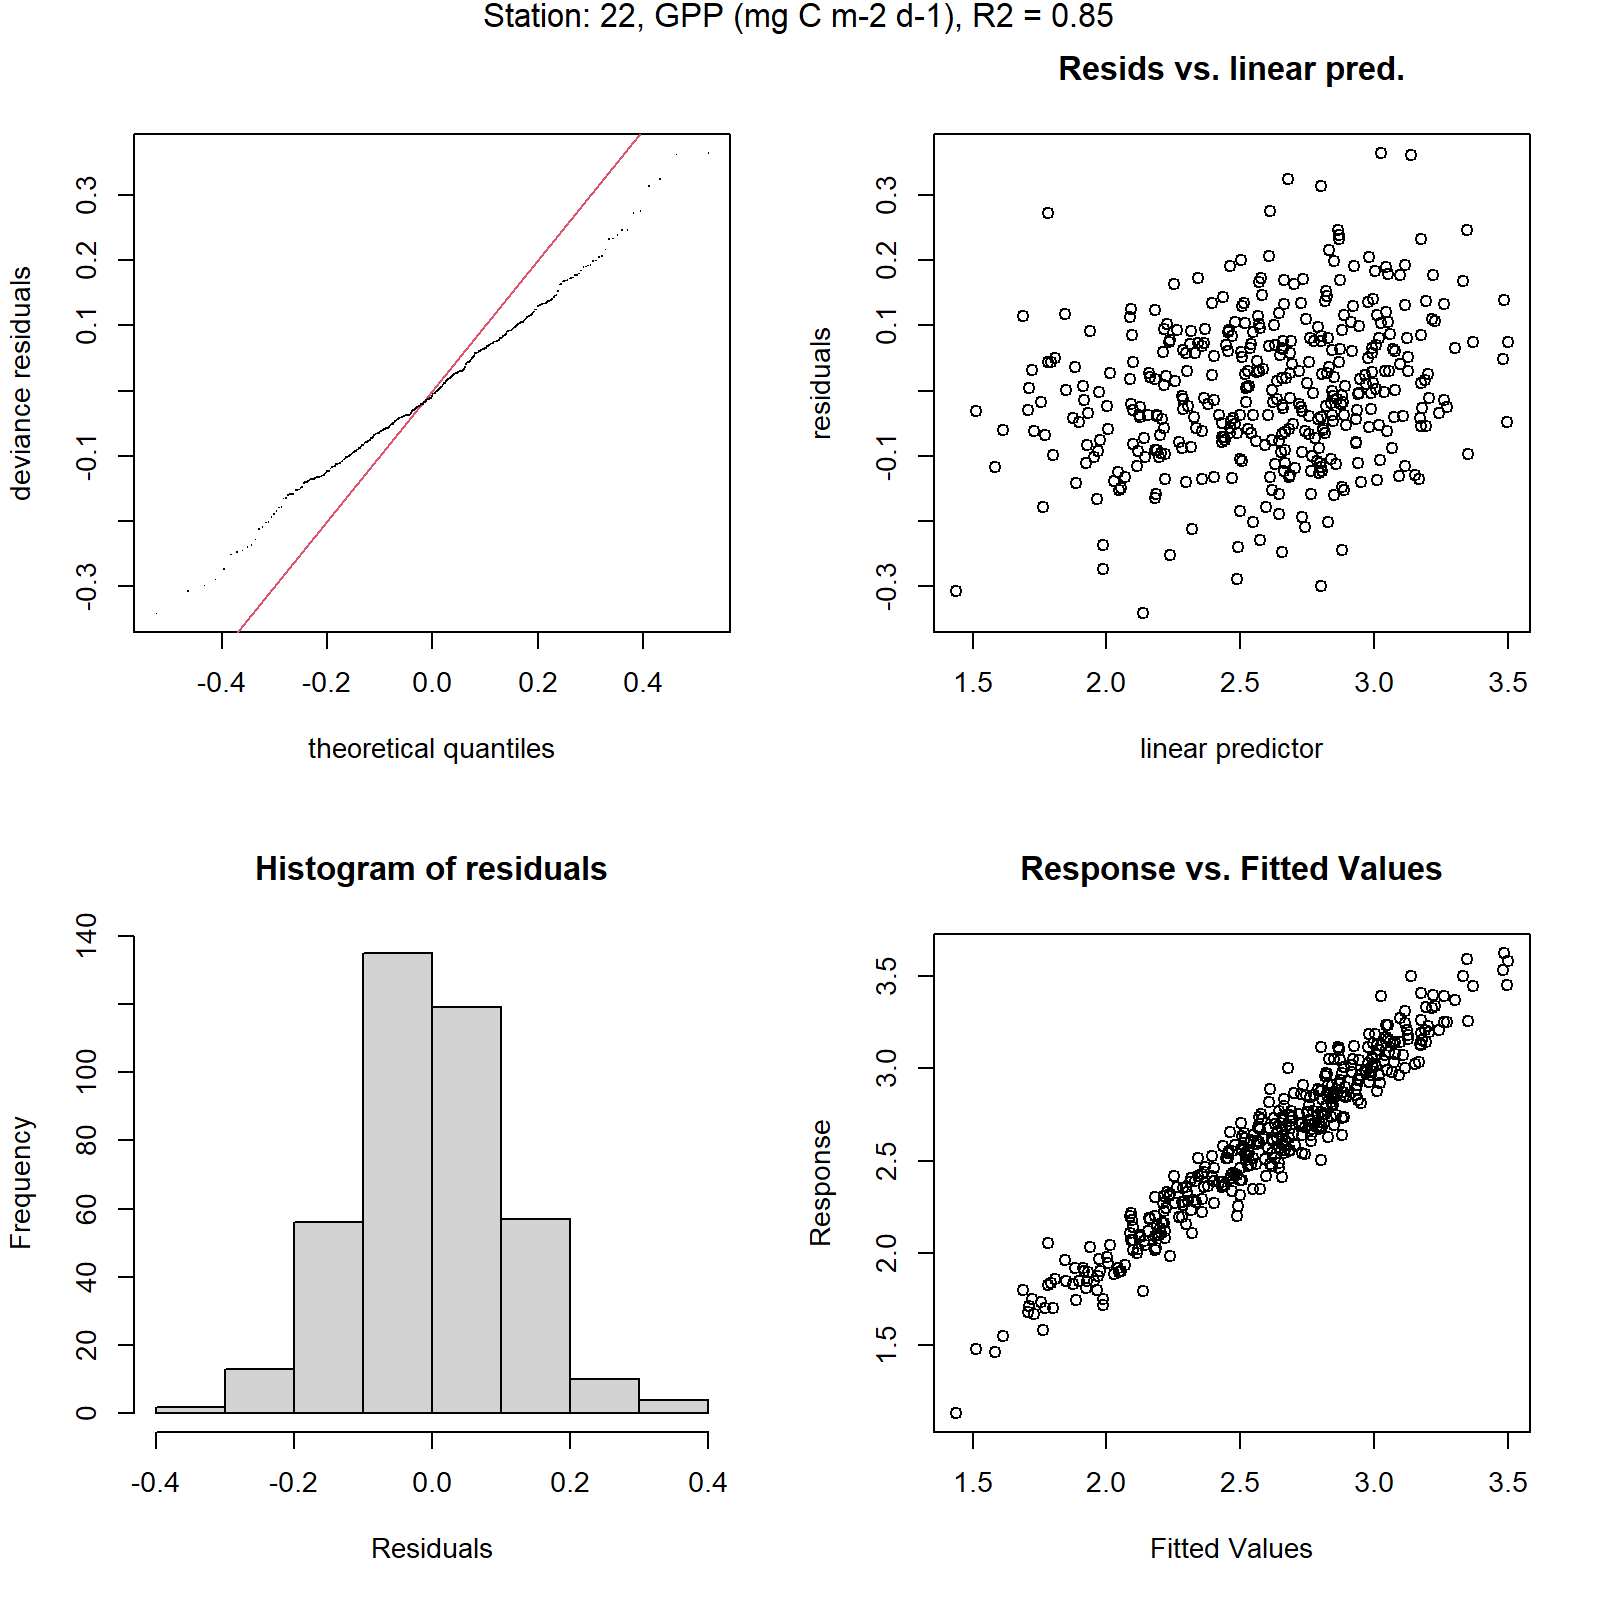 Station: 22, GPP (mg C m-2 d-1), R2 = 0.85
deviance residuals
0.3
0.2
0.1
-0.1
-0.3
-0.4 -0.2 0.0 0.2 0.4
theoretical quantiles
Resids vs. linear pred.
residuals
0.3
0.2
0.1
-0.1
-0.3
1.5 2.0 2.5 3.0 3.5
linear predictor
Histogram of residuals
Frequency
140
100
80
60
40
20
0
-0.4 -0.2 0.0 0.2 0.4
Residuals
Response vs. Fitted Values
Response
3.5
3.0
2.5
2.0
1.5
1.5 2.0 2.5 3.0 3.5
Fitted Values